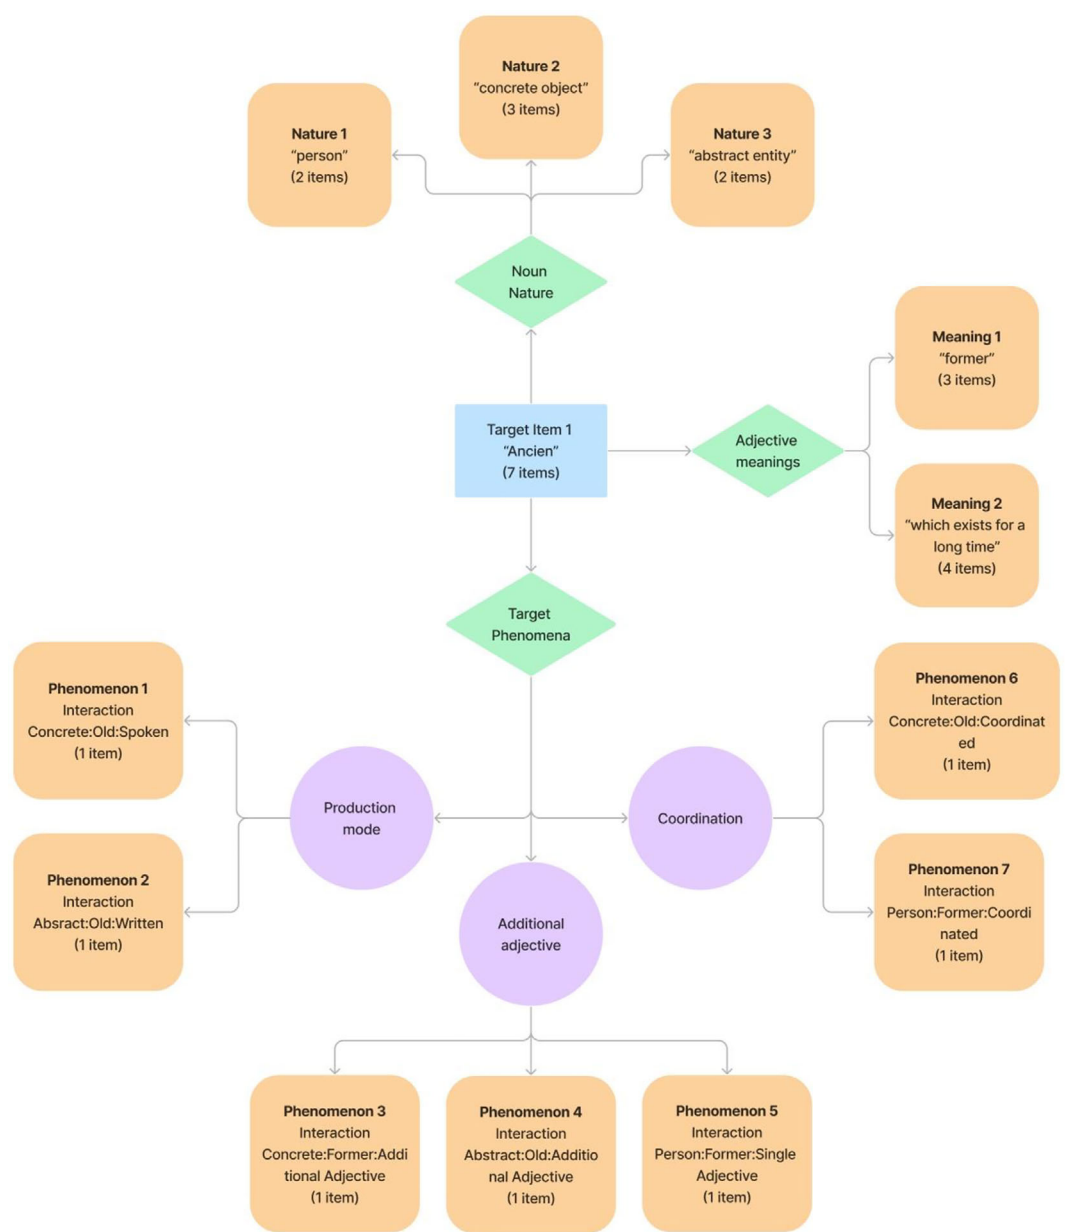 Nature 2
“concrete object”
(3 items)
Nature 1
“person”
(2 items)
Nature 3
“abstract entity”
(2 items)
Noun
Nature
Meaning 1
“former”
(3 items)
Target Item 1
“Ancien”
(7 items)
Adjective
meanings
Meaning 2
“which exists for a
long time”
(4 items)
Target
Phenomena
Phenomenon 1
Interaction
Concrete:Old:Spoken
(1 item)
Phenomenon 6
Interaction
Concrete:Old:Coordinat
ed
(1 item)
Production
mode
Coordination
Phenomenon 2
Interaction
Absract:Old:Written
(1 item)
Phenomenon 7
Interaction
Person:Former:Coordi
nated
(1 item)
Additional
adjective
Phenomenon 3
Interaction
Concrete:Former:Addi
tional Adjective
(1 item)
Phenomenon 4
Interaction
Abstract:Old:Additio
nal Adjective
(1 item)
Phenomenon 5
Interaction
Person:Former:Single
Adjective
(1 item)